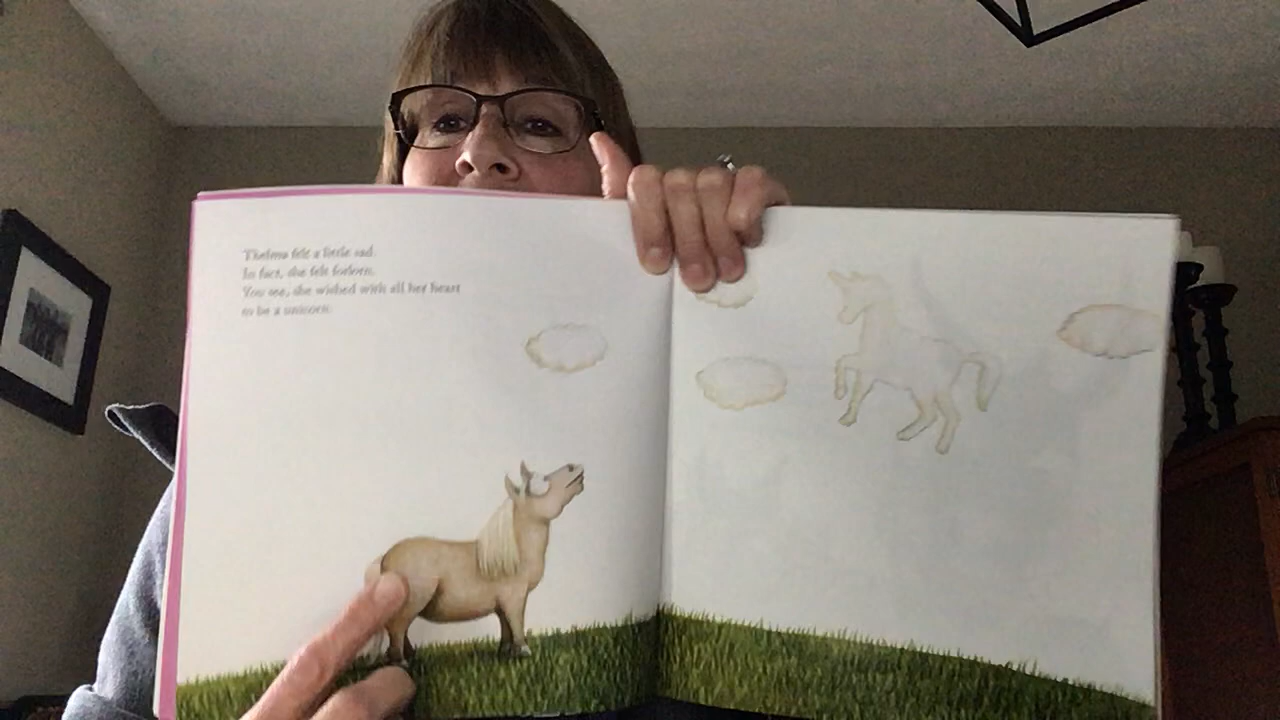 Thelma felt a little sad.
In fact, she felt forlorn.
You see, she wished with all her heart
to be a unicorn.